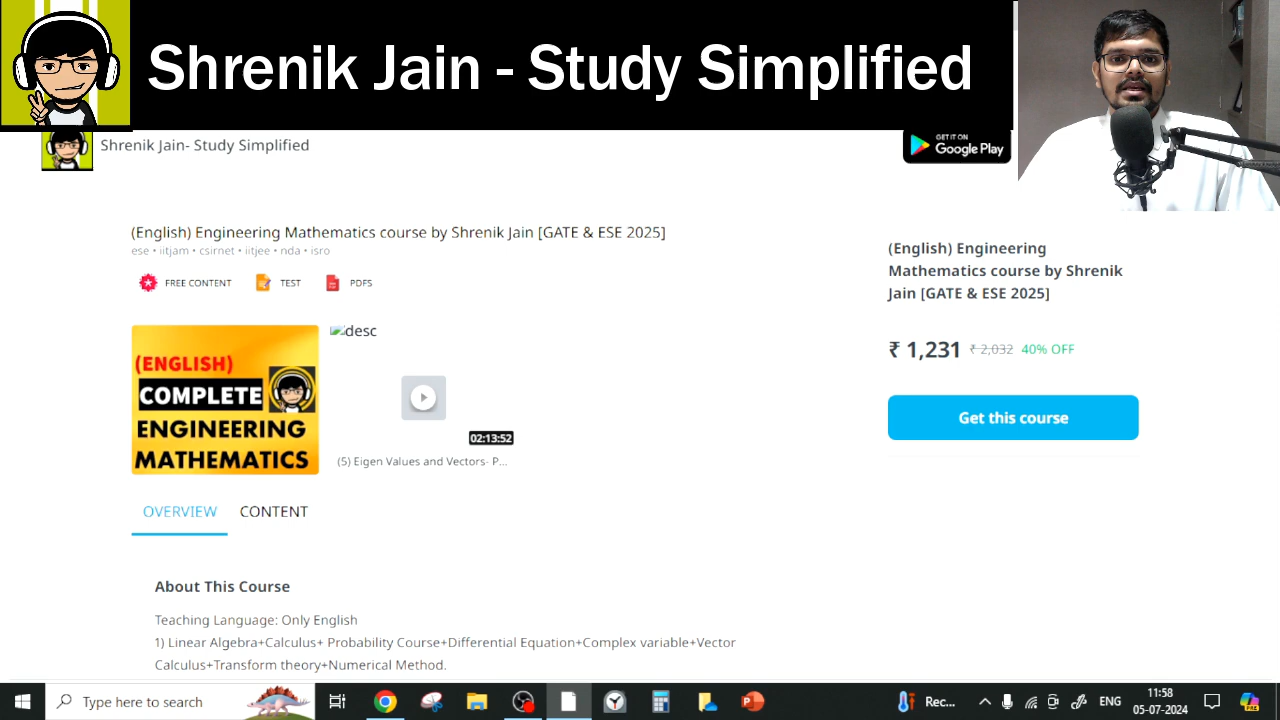 Shrenik Jain - Study Simplified
Shrenik Jain- Study Simplified
GET IT ON
Google Play
(English) Engineering Mathematics course by Shrenik Jain [GATE & ESE 2025]
ese • iitjam • csirnet • iitjee • nda • isro
FREE CONTENT
TEST
PDFS
(English) Engineering
Mathematics course by Shrenik
Jain [GATE & ESE 2025]
₹ 1,231 ₹ 2,032 40% OFF
Get this course
(ENGLISH)
COMPLETE
ENGINEERING
MATHEMATICS
desc
02:13:52
(5) Eigen Values and Vectors- P...
OVERVIEW
CONTENT
About This Course
Teaching Language: Only English
1) Linear Algebra+Calculus+ Probability Course+Differential Equation+Complex variable+Vector
Calculus+Transform theory+Numerical Method.
Type here to search
Rec...
ENG
11:58
05-07-2024